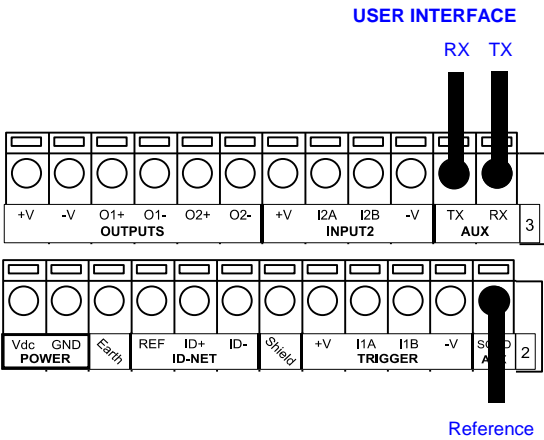 USER INTERFACE
RX TX
+V -V O1+ O1- O2+ O2- +V I2A I2B -V TX RX
OUTPUTS INPUT2 AUX
3
Vdc GND Earth REF ID+ ID- Shield +V I1A I1B -V
POWER ID-NET TRIGGER
2
Reference